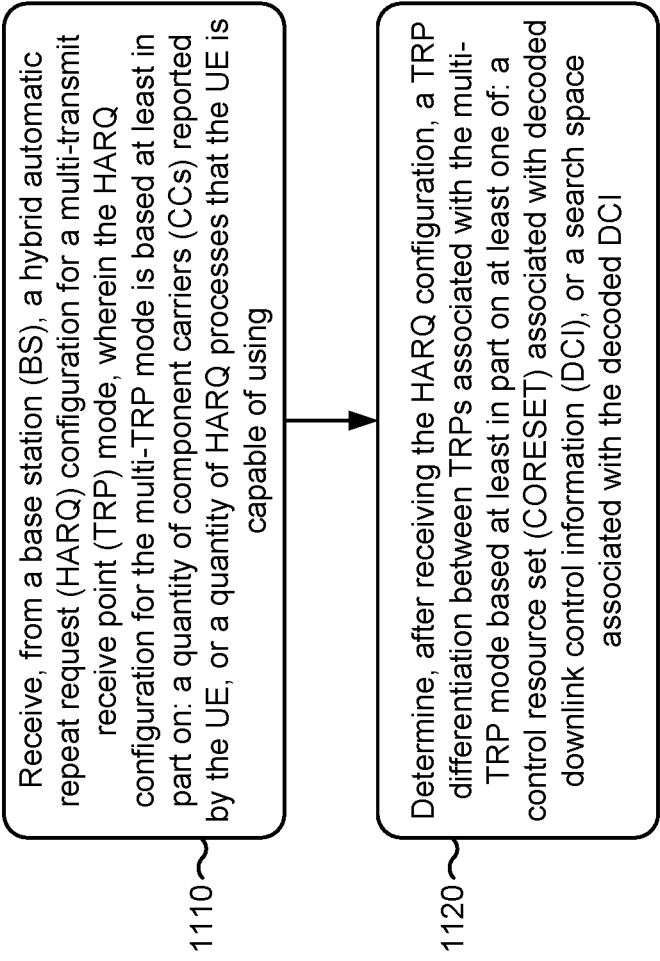 Receive, from a base station (BS), a hybrid automatic
repeat request (HARQ) configuration for a multi-transmit
receive point (TRP) mode, wherein the HARQ
configuration for the multi-TRP mode is based at least in
part on: a quantity of component carriers (CCs) reported
by the UE, or a quantity of HARQ processes that the UE is
capable of using
1110
Determine, after receiving the HARQ configuration, a TRP
differentiation between TRPs associated with the multi-
TRP mode based at least in part on at least one of: a
control resource set (CORESET) associated with decoded
downlink control information (DCI), or a search space
associated with the decoded DCI
1120